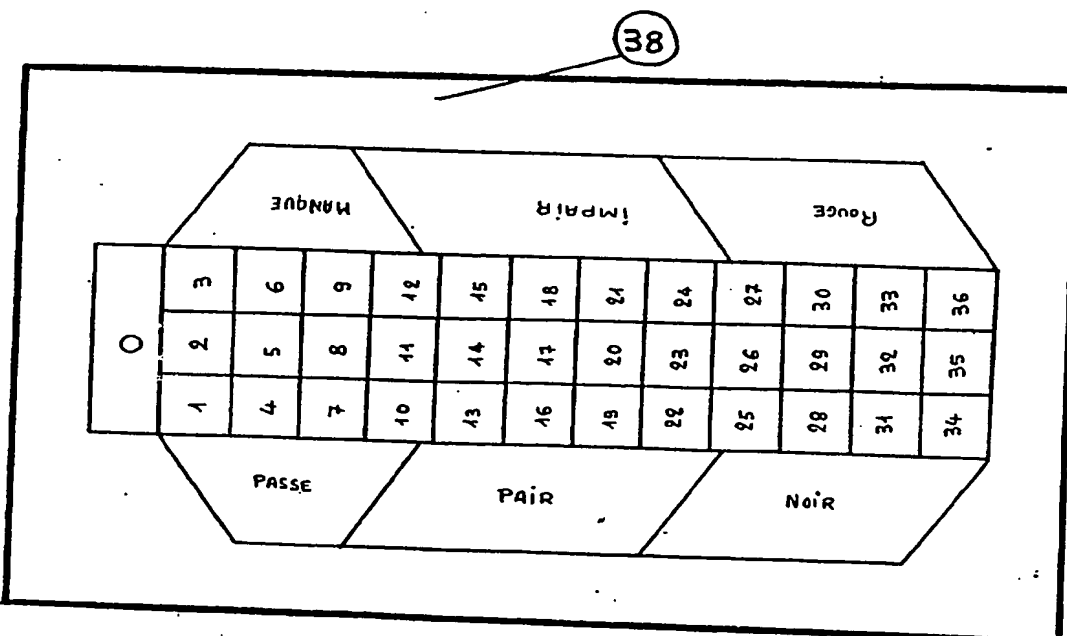 38
MANQUE iMPAiR RouGE
3 6 9 12 15 18 21 24 27 30 33 36
0
2 5 8 11 14 17 20 23 26 29 32 35
1 4 7 10 13 16 19 22 25 28 31 34
PASSE PAiR NoiR